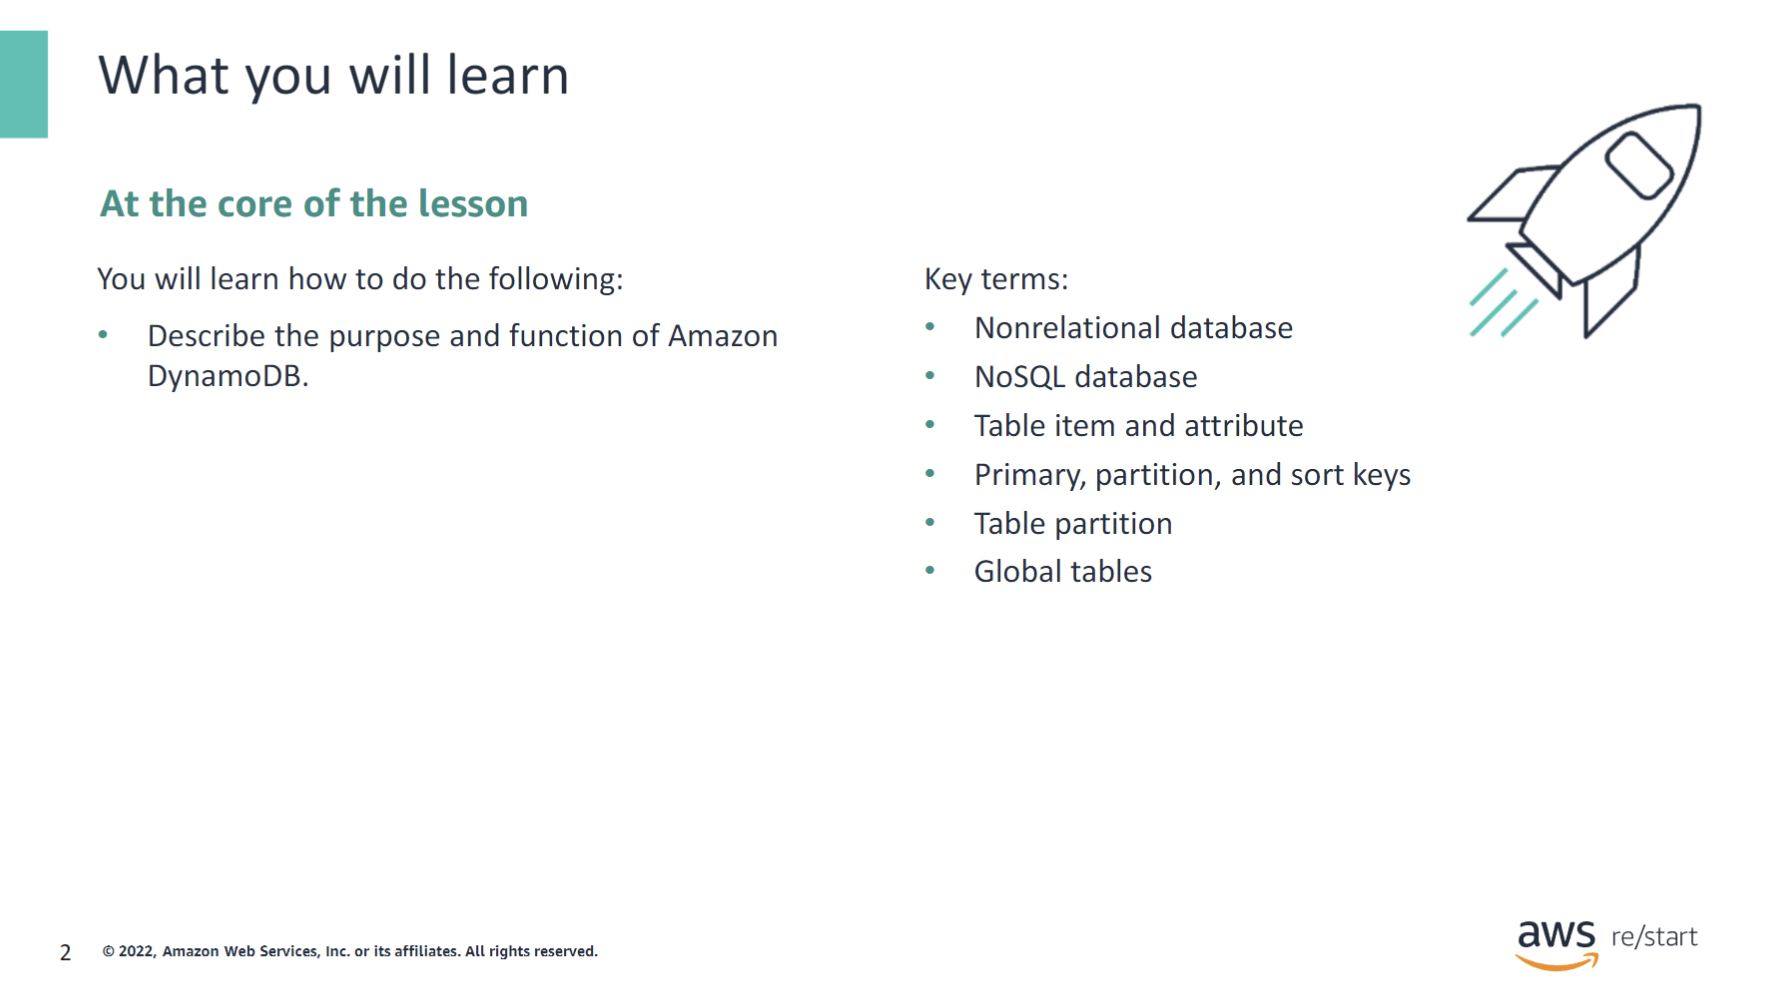 What you will learn
At the core of the lesson
You will learn how to do the following:
• Describe the purpose and function of Amazon
DynamoDB.
Key terms:
• Nonrelational database
• NoSQL database
• Table item and attribute
• Primary, partition, and sort keys
• Table partition
• Global tables
2 © 2022, Amazon Web Services, Inc. or its affiliates. All rights reserved.
aws re/start